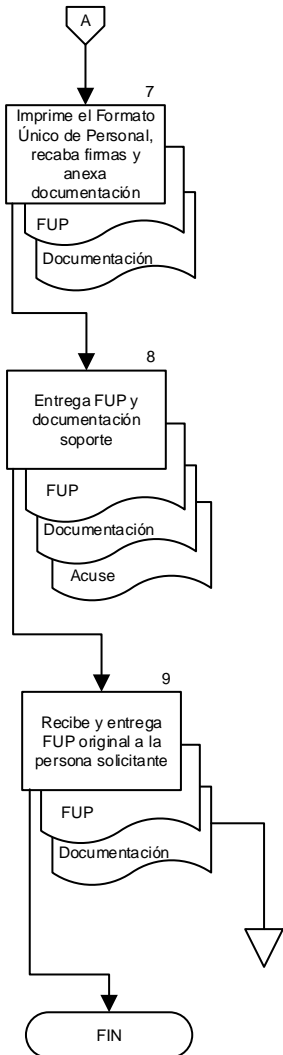 A
7
Imprime el Formato
Único de Personal,
recaba firmas y
anexa
documentación
FUP
Documentación
8
Entrega FUP y
documentación
soporte
FUP
Documentación
Acuse
9
Recibe y entrega
FUP original a la
persona solicitante
FUP
Documentación
FIN